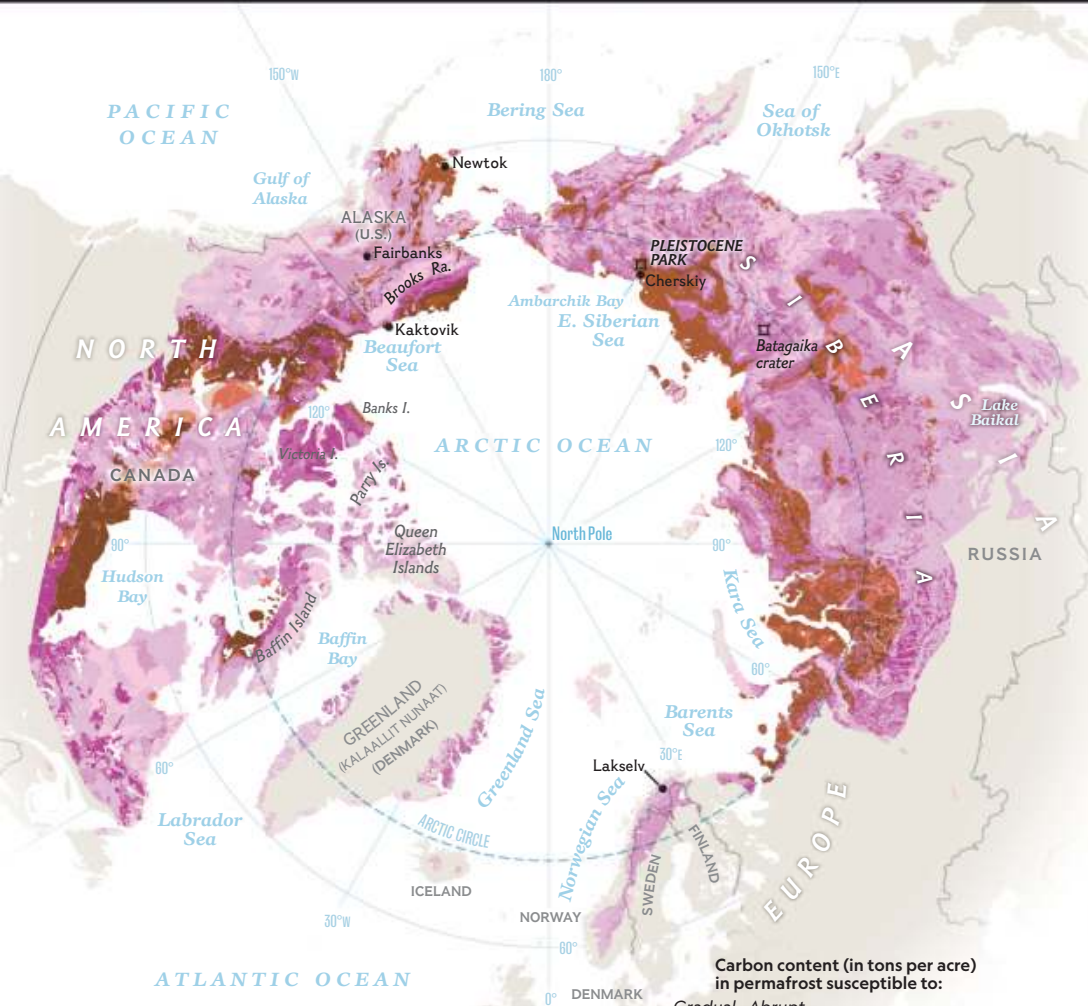 150°W
180°
150°E
PACIFIC
OCEAN
Bering Sea
Sea of
Okhotsk
Newtok
Gulf of
Alaska
ALASKA
(U.S.)
Fairbanks
Brooks Ra.
PLEISTOCENE
PARK
Cherskiy
Ambarchik Bay
E. Siberian
Sea
Kaktovik
Beaufort
Sea
Batagaika
crater
SIBERIA
ASIA
NORTH
AMERICA
CANADA
120°
Banks I.
Victoria I.
Parry Is.
ARCTIC OCEAN
120°
Lake
Baikal
Queen
Elizabeth
Islands
North Pole
90°
90°
RUSSIA
Hudson
Bay
Kara Sea
Baffin Island
Baffin
Bay
60°
GREENLAND
(KALAALLIT NUNAAT)
(DENMARK)
Greenland Sea
Barents
Sea
30°E
Lakselv
60°
Labrador
Sea
ARCTIC CIRCLE
Norwegian Sea
FINLAND
SWEDEN
EUROPE
ICELAND
NORWAY
30°W
60°
ATLANTIC OCEAN
0°
DENMARK
Carbon content (in tons per acre)
in permafrost susceptible to:
Gradual Abrupt